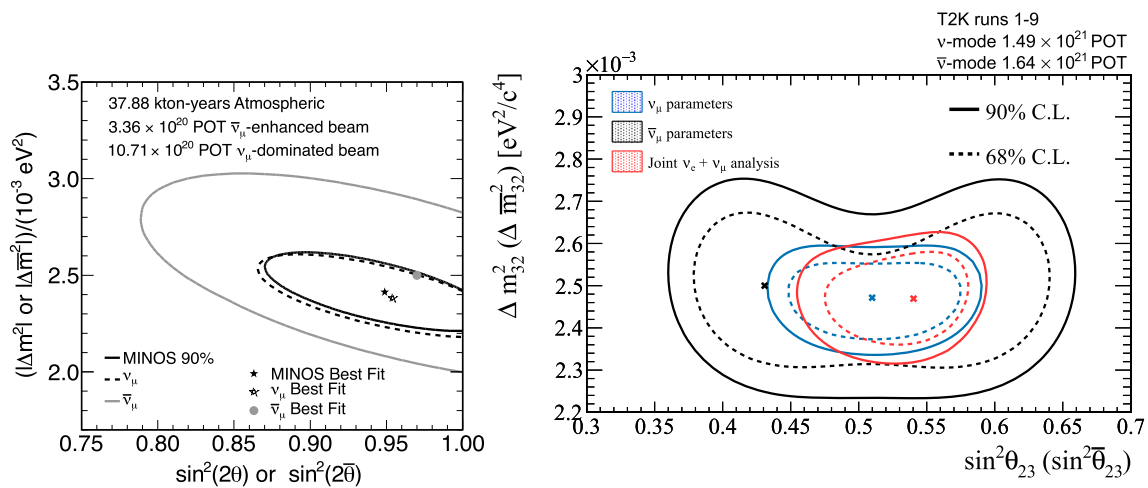 37.88 kton-years Atmospheric
3.36 × 10²⁰ POT ν̅μ-enhanced beam
10.71 × 10²⁰ POT νμ-dominated beam
(|Δm²| or |Δm̅²|)/(10⁻³ eV²)
3.5
3.0
2.5
2.0
MINOS 90%
νμ
ν̅μ
MINOS Best Fit
νμ Best Fit
ν̅μ Best Fit
0.75 0.80 0.85 0.90 0.95 1.00
sin²(2θ) or sin²(2θ̅)
T2K runs 1-9
ν-mode 1.49 × 10²¹ POT
ν̅-mode 1.64 × 10²¹ POT
×10⁻³
Δ m²₃₂ (Δ m̅²₃₂) [eV²/c⁴]
3
2.9
2.8
2.7
2.6
2.5
2.4
2.3
2.2
νμ parameters
ν̅μ parameters
Joint νe + νμ analysis
90% C.L.
68% C.L.
0.3 0.35 0.4 0.45 0.5 0.55 0.6 0.65 0.7
sin²θ₂₃ (sin²θ̅₂₃)